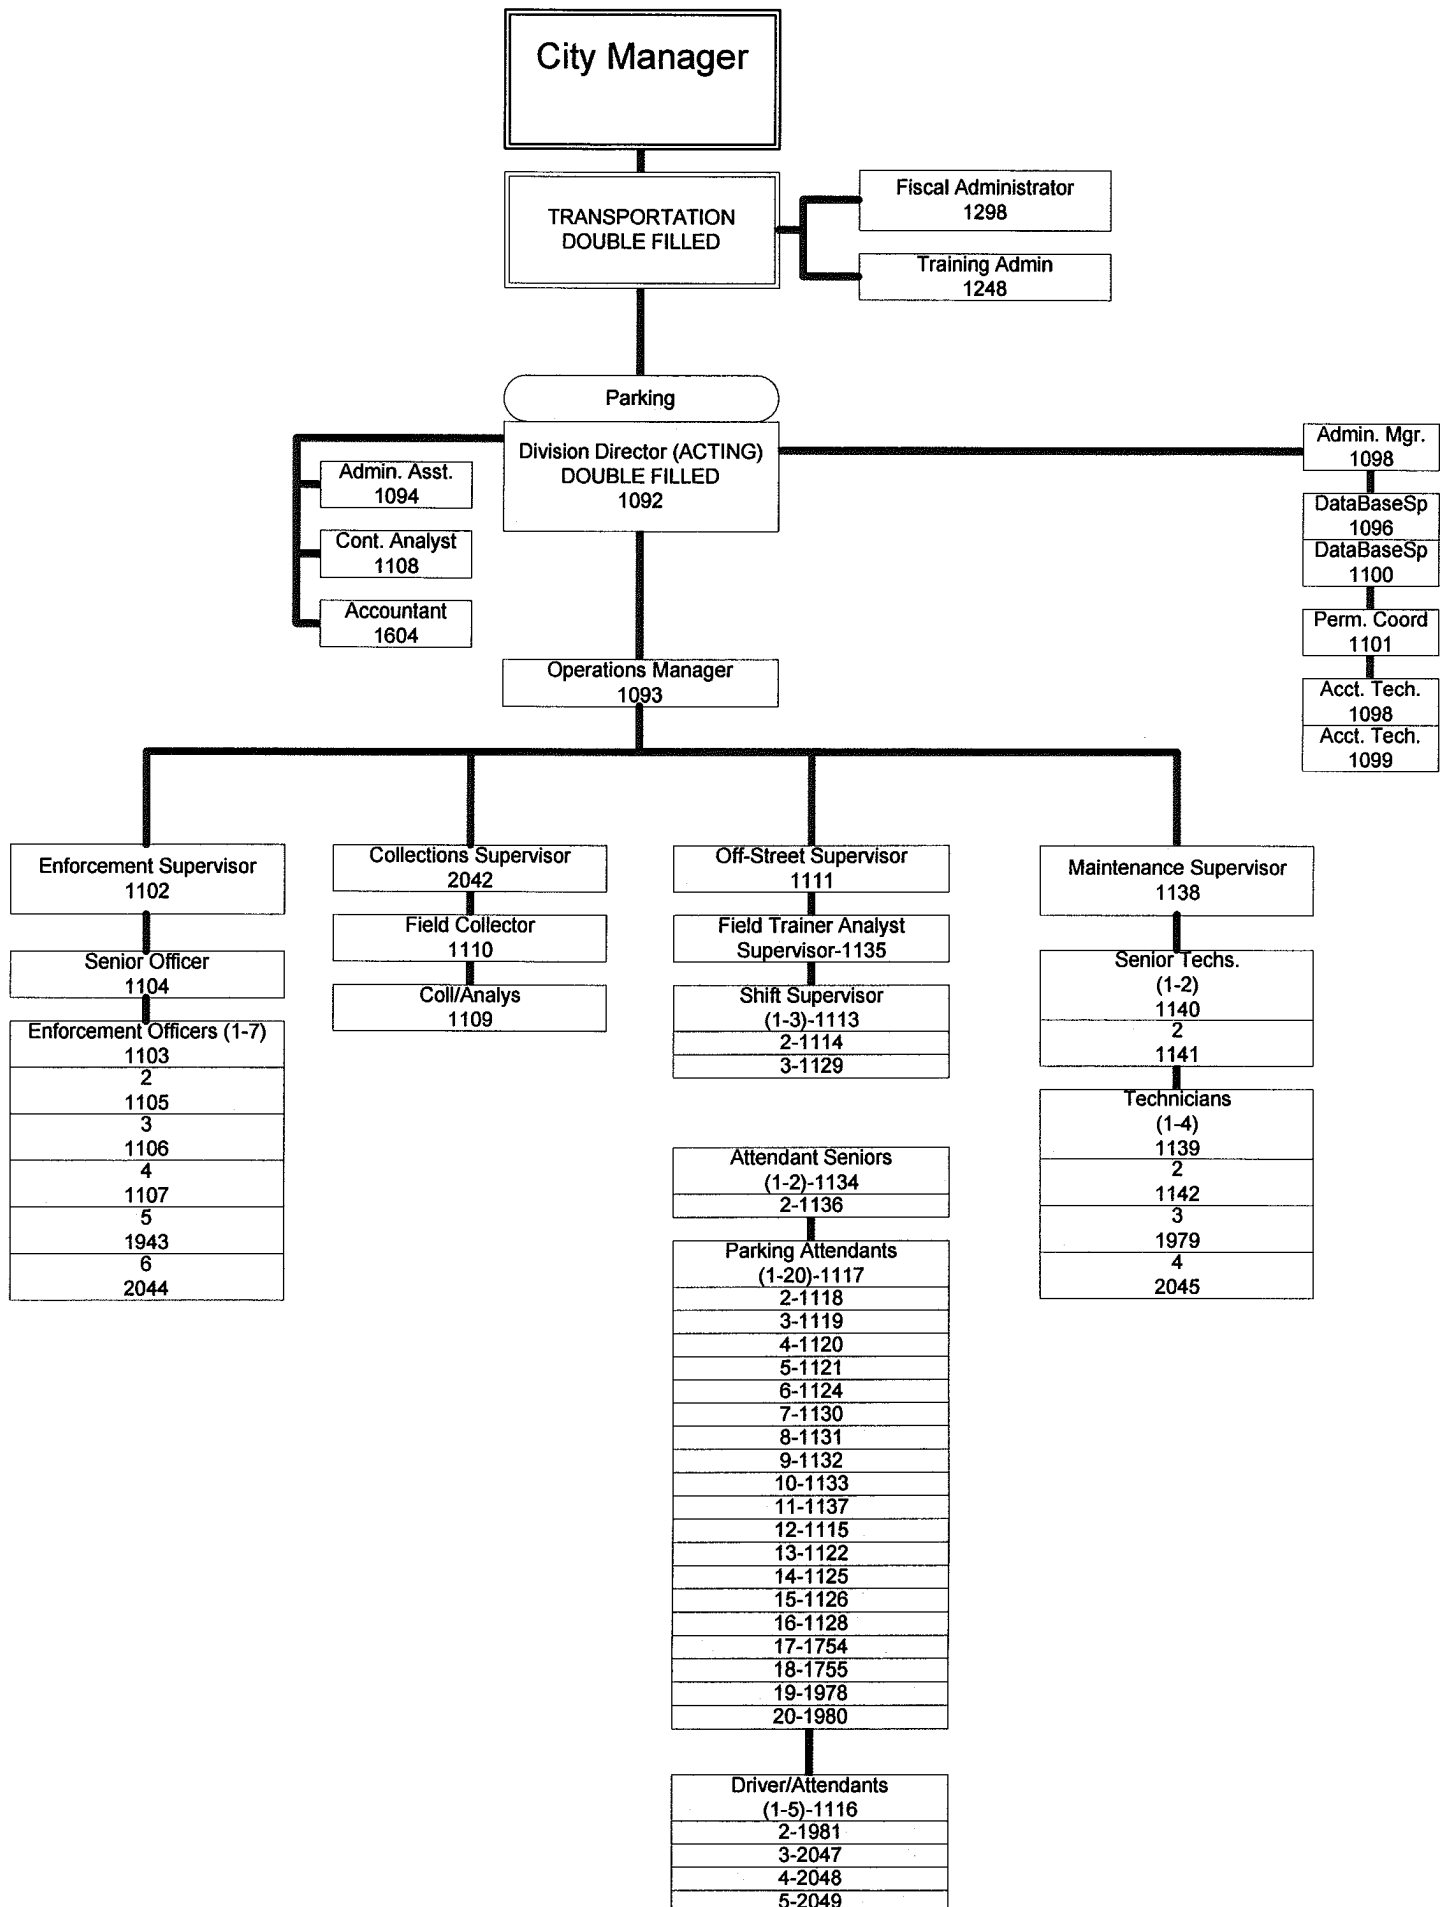 City Manager
TRANSPORTATION
DOUBLE FILLED
Fiscal Administrator
1298
Training Admin
1248
Parking
Division Director (ACTING)
DOUBLE FILLED
1092
Admin. Asst.
1094
Cont. Analyst
1108
Accountant
1604
Admin. Mgr.
1098
DataBaseSp
1096
DataBaseSp
1100
Perm. Coord
1101
Acct. Tech.
1098
Acct. Tech.
1099
Operations Manager
1093
Enforcement Supervisor
1102
Senior Officer
1104
Enforcement Officers (1-7)
1103
2
1105
3
1106
4
1107
5
1943
6
2044
Collections Supervisor
2042
Field Collector
1110
Coll/Analys
1109
Off-Street Supervisor
1111
Field Trainer Analyst
Supervisor-1135
Shift Supervisor
(1-3)-1113
2-1114
3-1129
Attendant Seniors
(1-2)-1134
2-1136
Parking Attendants
(1-20)-1117
2-1118
3-1119
4-1120
5-1121
6-1124
7-1130
8-1131
9-1132
10-1133
11-1137
12-1115
13-1122
14-1125
15-1126
16-1128
17-1754
18-1755
19-1978
20-1980
Driver/Attendants
(1-5)-1116
2-1981
3-2047
4-2048
5-2049
Maintenance Supervisor
1138
Senior Techs.
(1-2)
1140
2
1141
Technicians
(1-4)
1139
2
1142
3
1979
4
2045